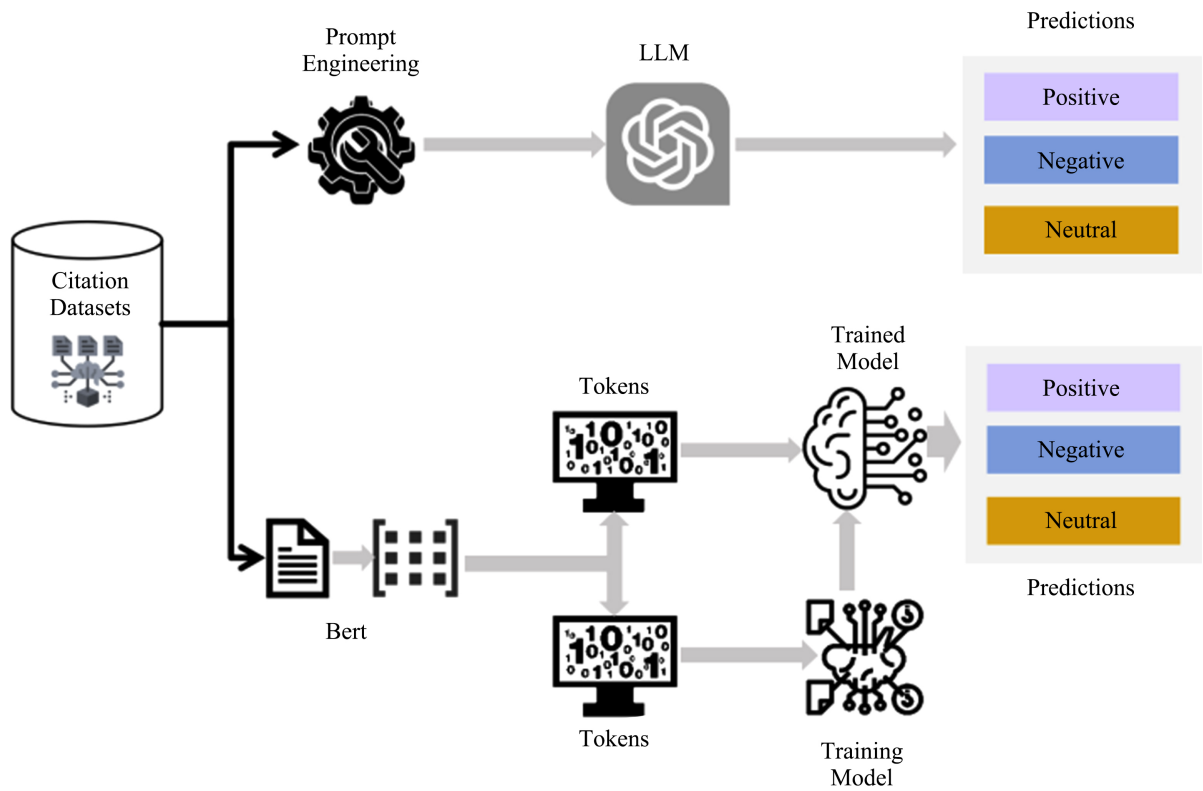 Predictions
Prompt
Engineering
LLM
Positive
Negative
Neutral
Citation
Datasets
Trained
Model
Tokens
Positive
Negative
Neutral
Predictions
Bert
Tokens
Training
Model